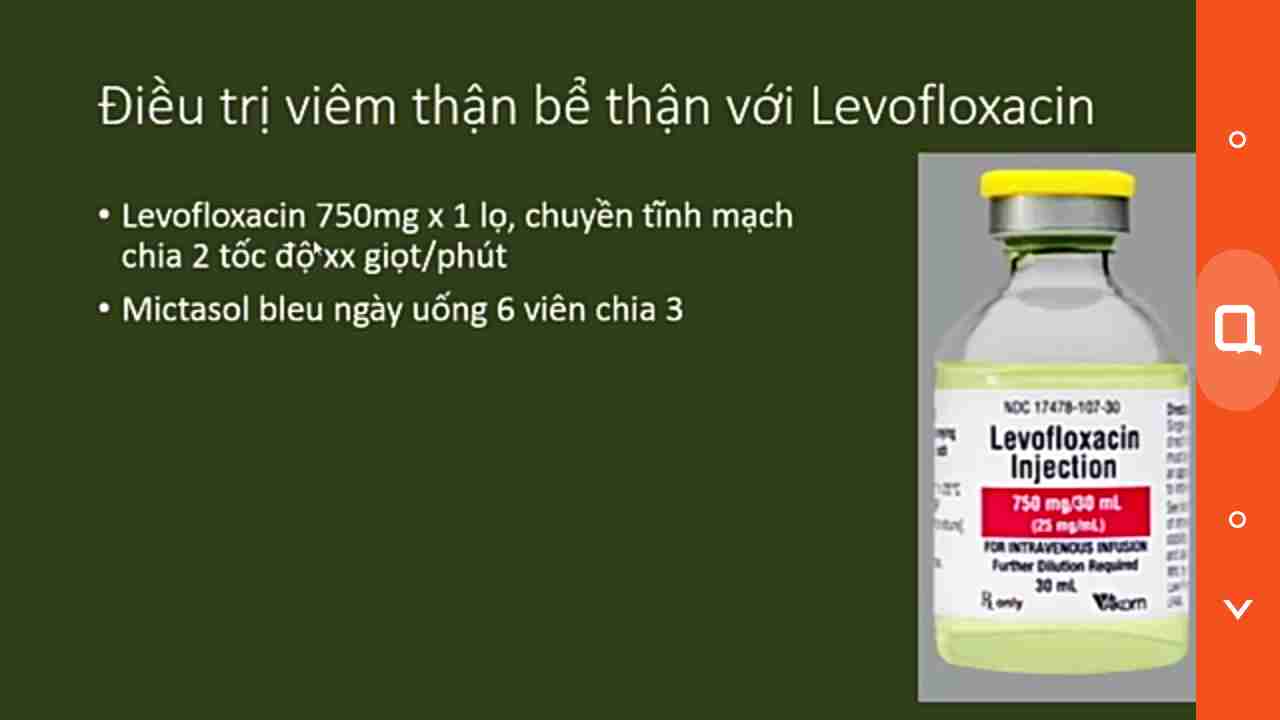 Điều trị viêm thận bể thận với Levofloxacin
• Levofloxacin 750mg x 1 lọ, chuyền tĩnh mạch
chia 2 tốc độ xx giọt/phút
• Mictasol bleu ngày uống 6 viên chia 3
NDC 17478-107-30
Levofloxacin
Injection
750 mg/30 mL
(25 mg/mL)
FOR INTRAVENOUS INFUSION
Further Dilution Required
30 mL
Rx only
Akorn